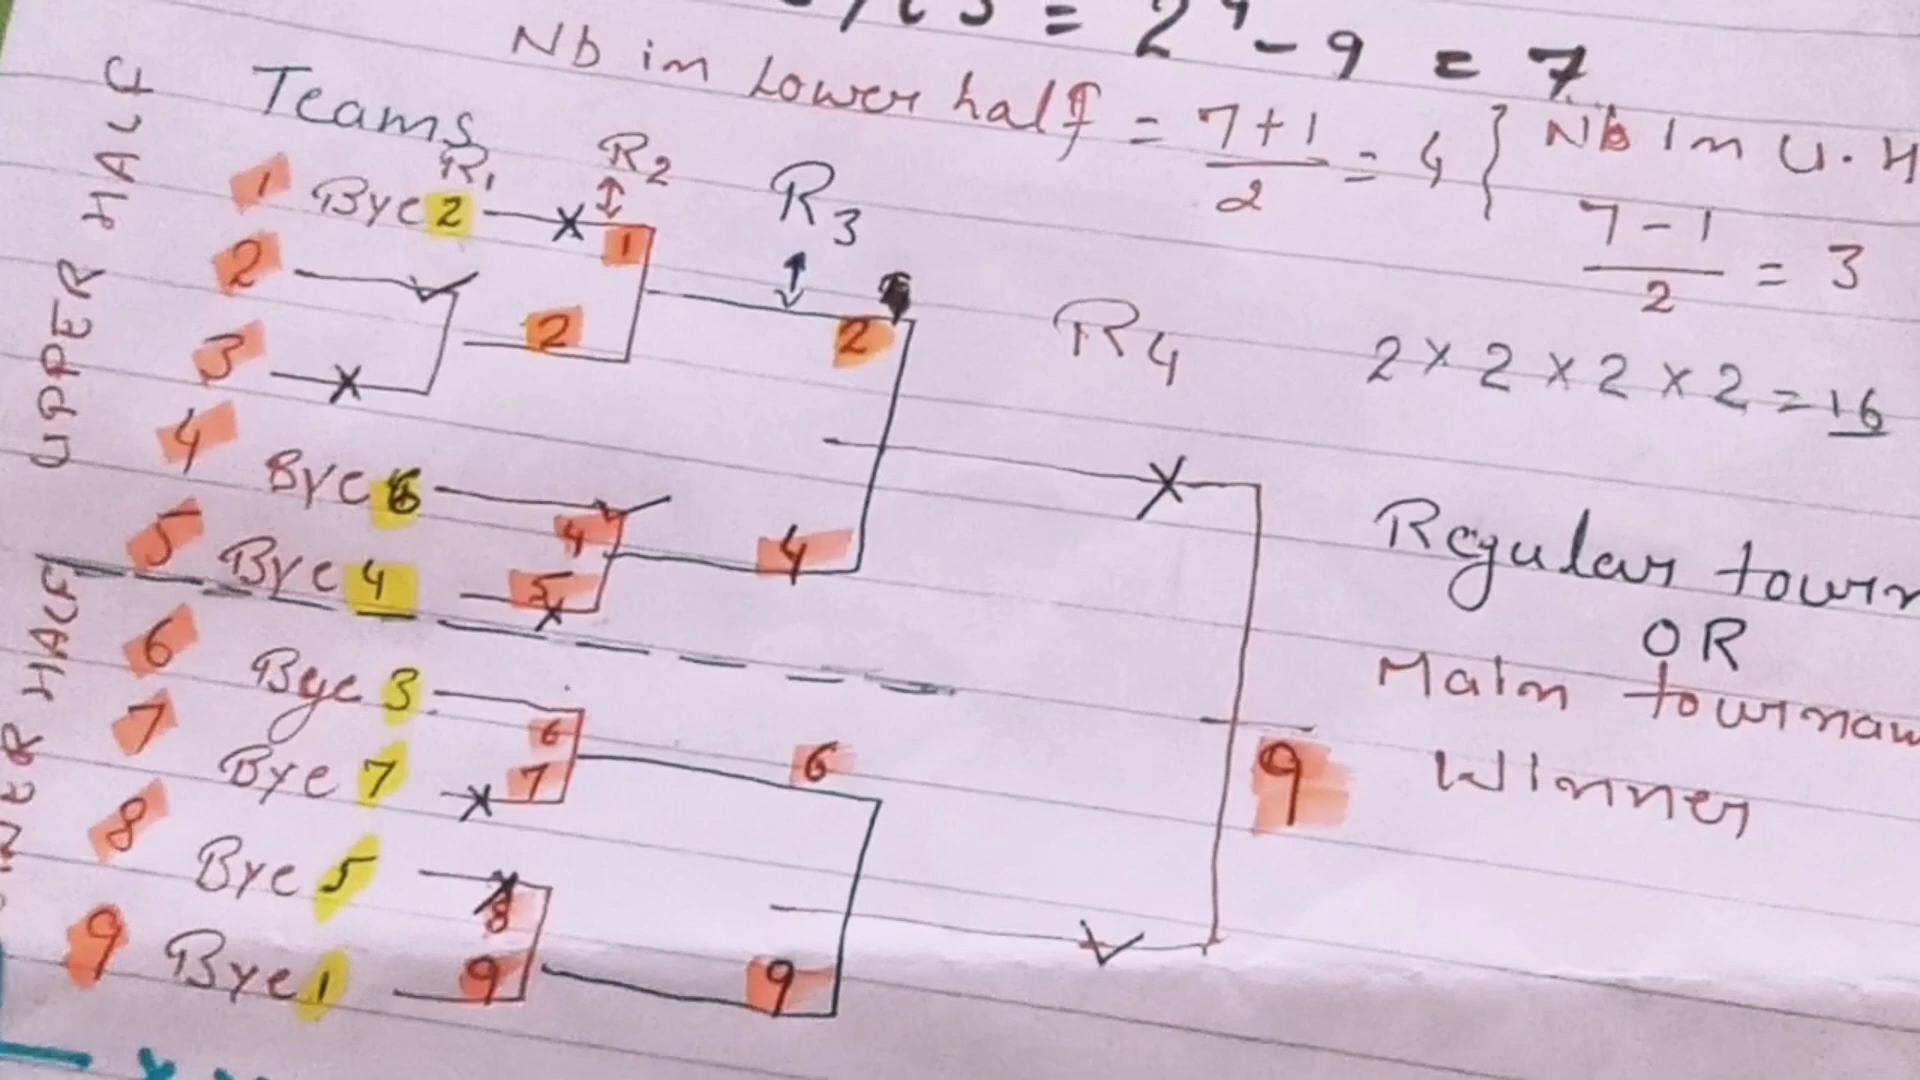 = 2⁴ - 9 = 7
Nb in Lower half = 7+1 / 2 = 4 } Nb In U.H
7-1 / 2 = 3
2 × 2 × 2 × 2 = 16
UPPER HALF
Teams
R1 R2 R3 R4
1 Bye 2 1
2 2 2
3
4 Bye 6 4 4
5 Bye 4 5
HALF
6 Bye 3 6 6
7 Bye 7 7
8 Bye 5 8
9 Bye 1 9 9
9
Regular
OR
Main
Winner